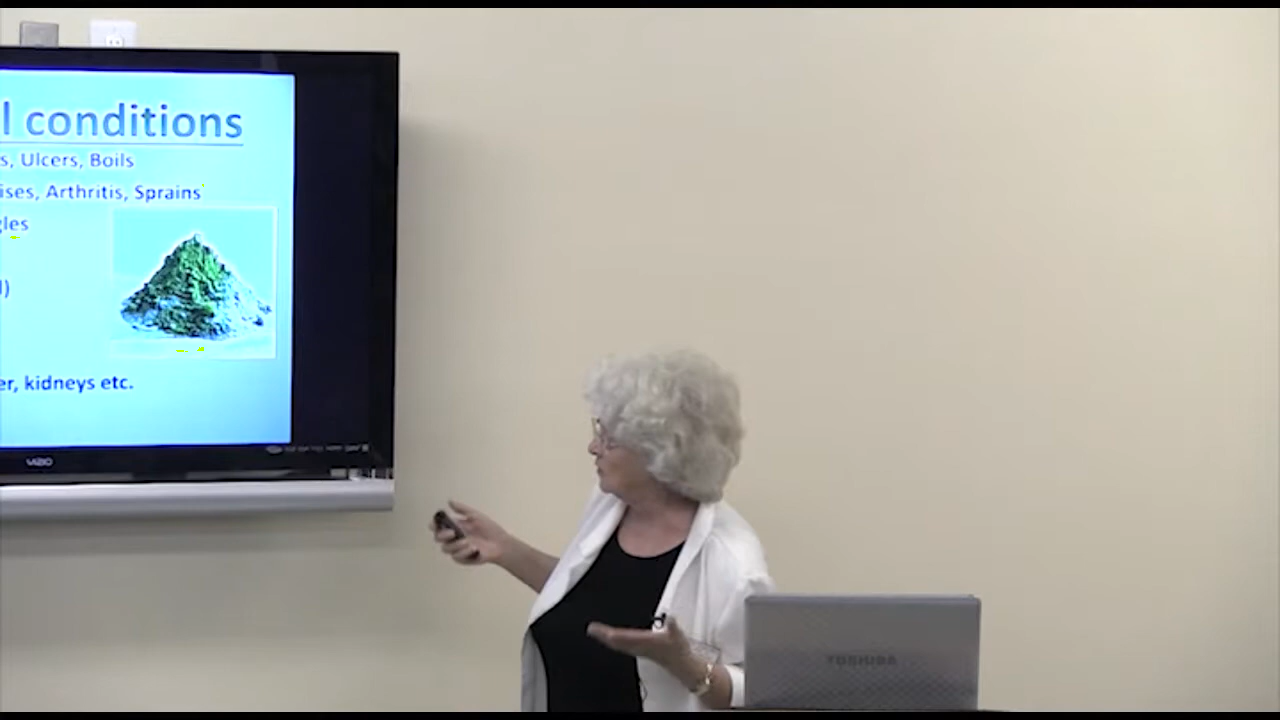 l conditions
s, Ulcers, Boils
ises, Arthritis, Sprains
gles
l)
er, kidneys etc.
VIZIO
TOSHIBA